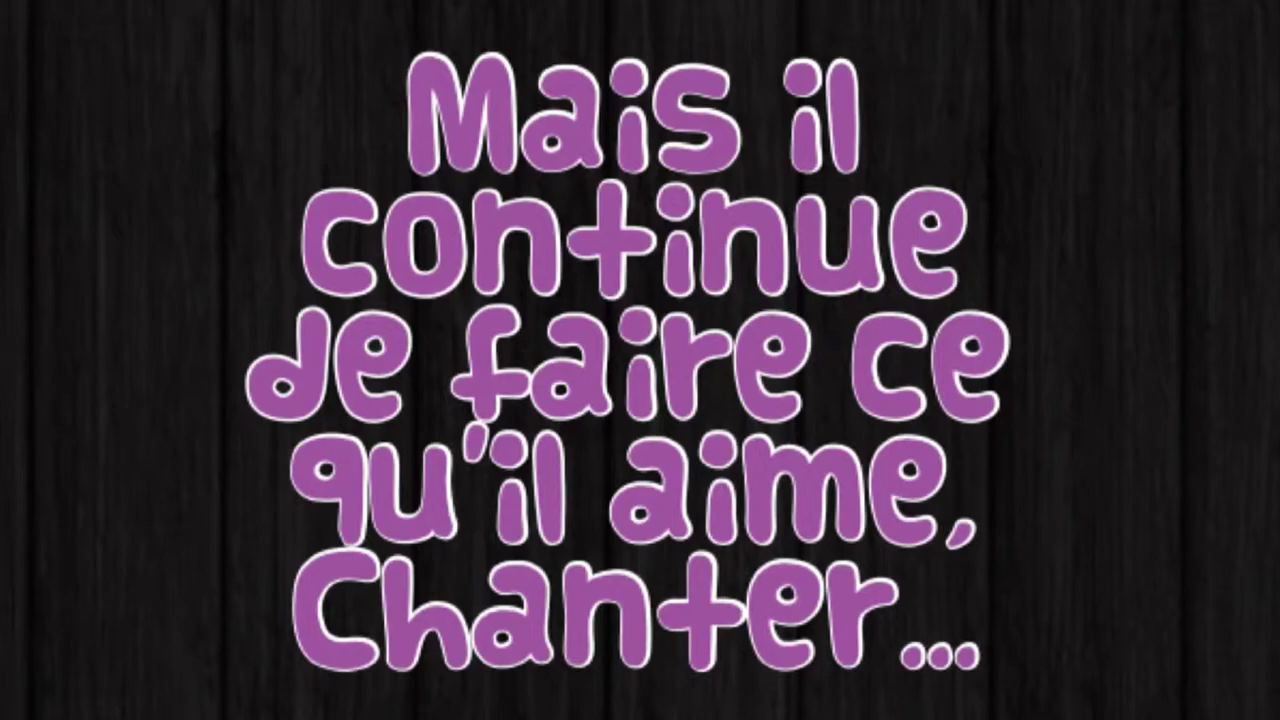 Mais il
continue
de faire ce
qu'il aime,
Chanter...